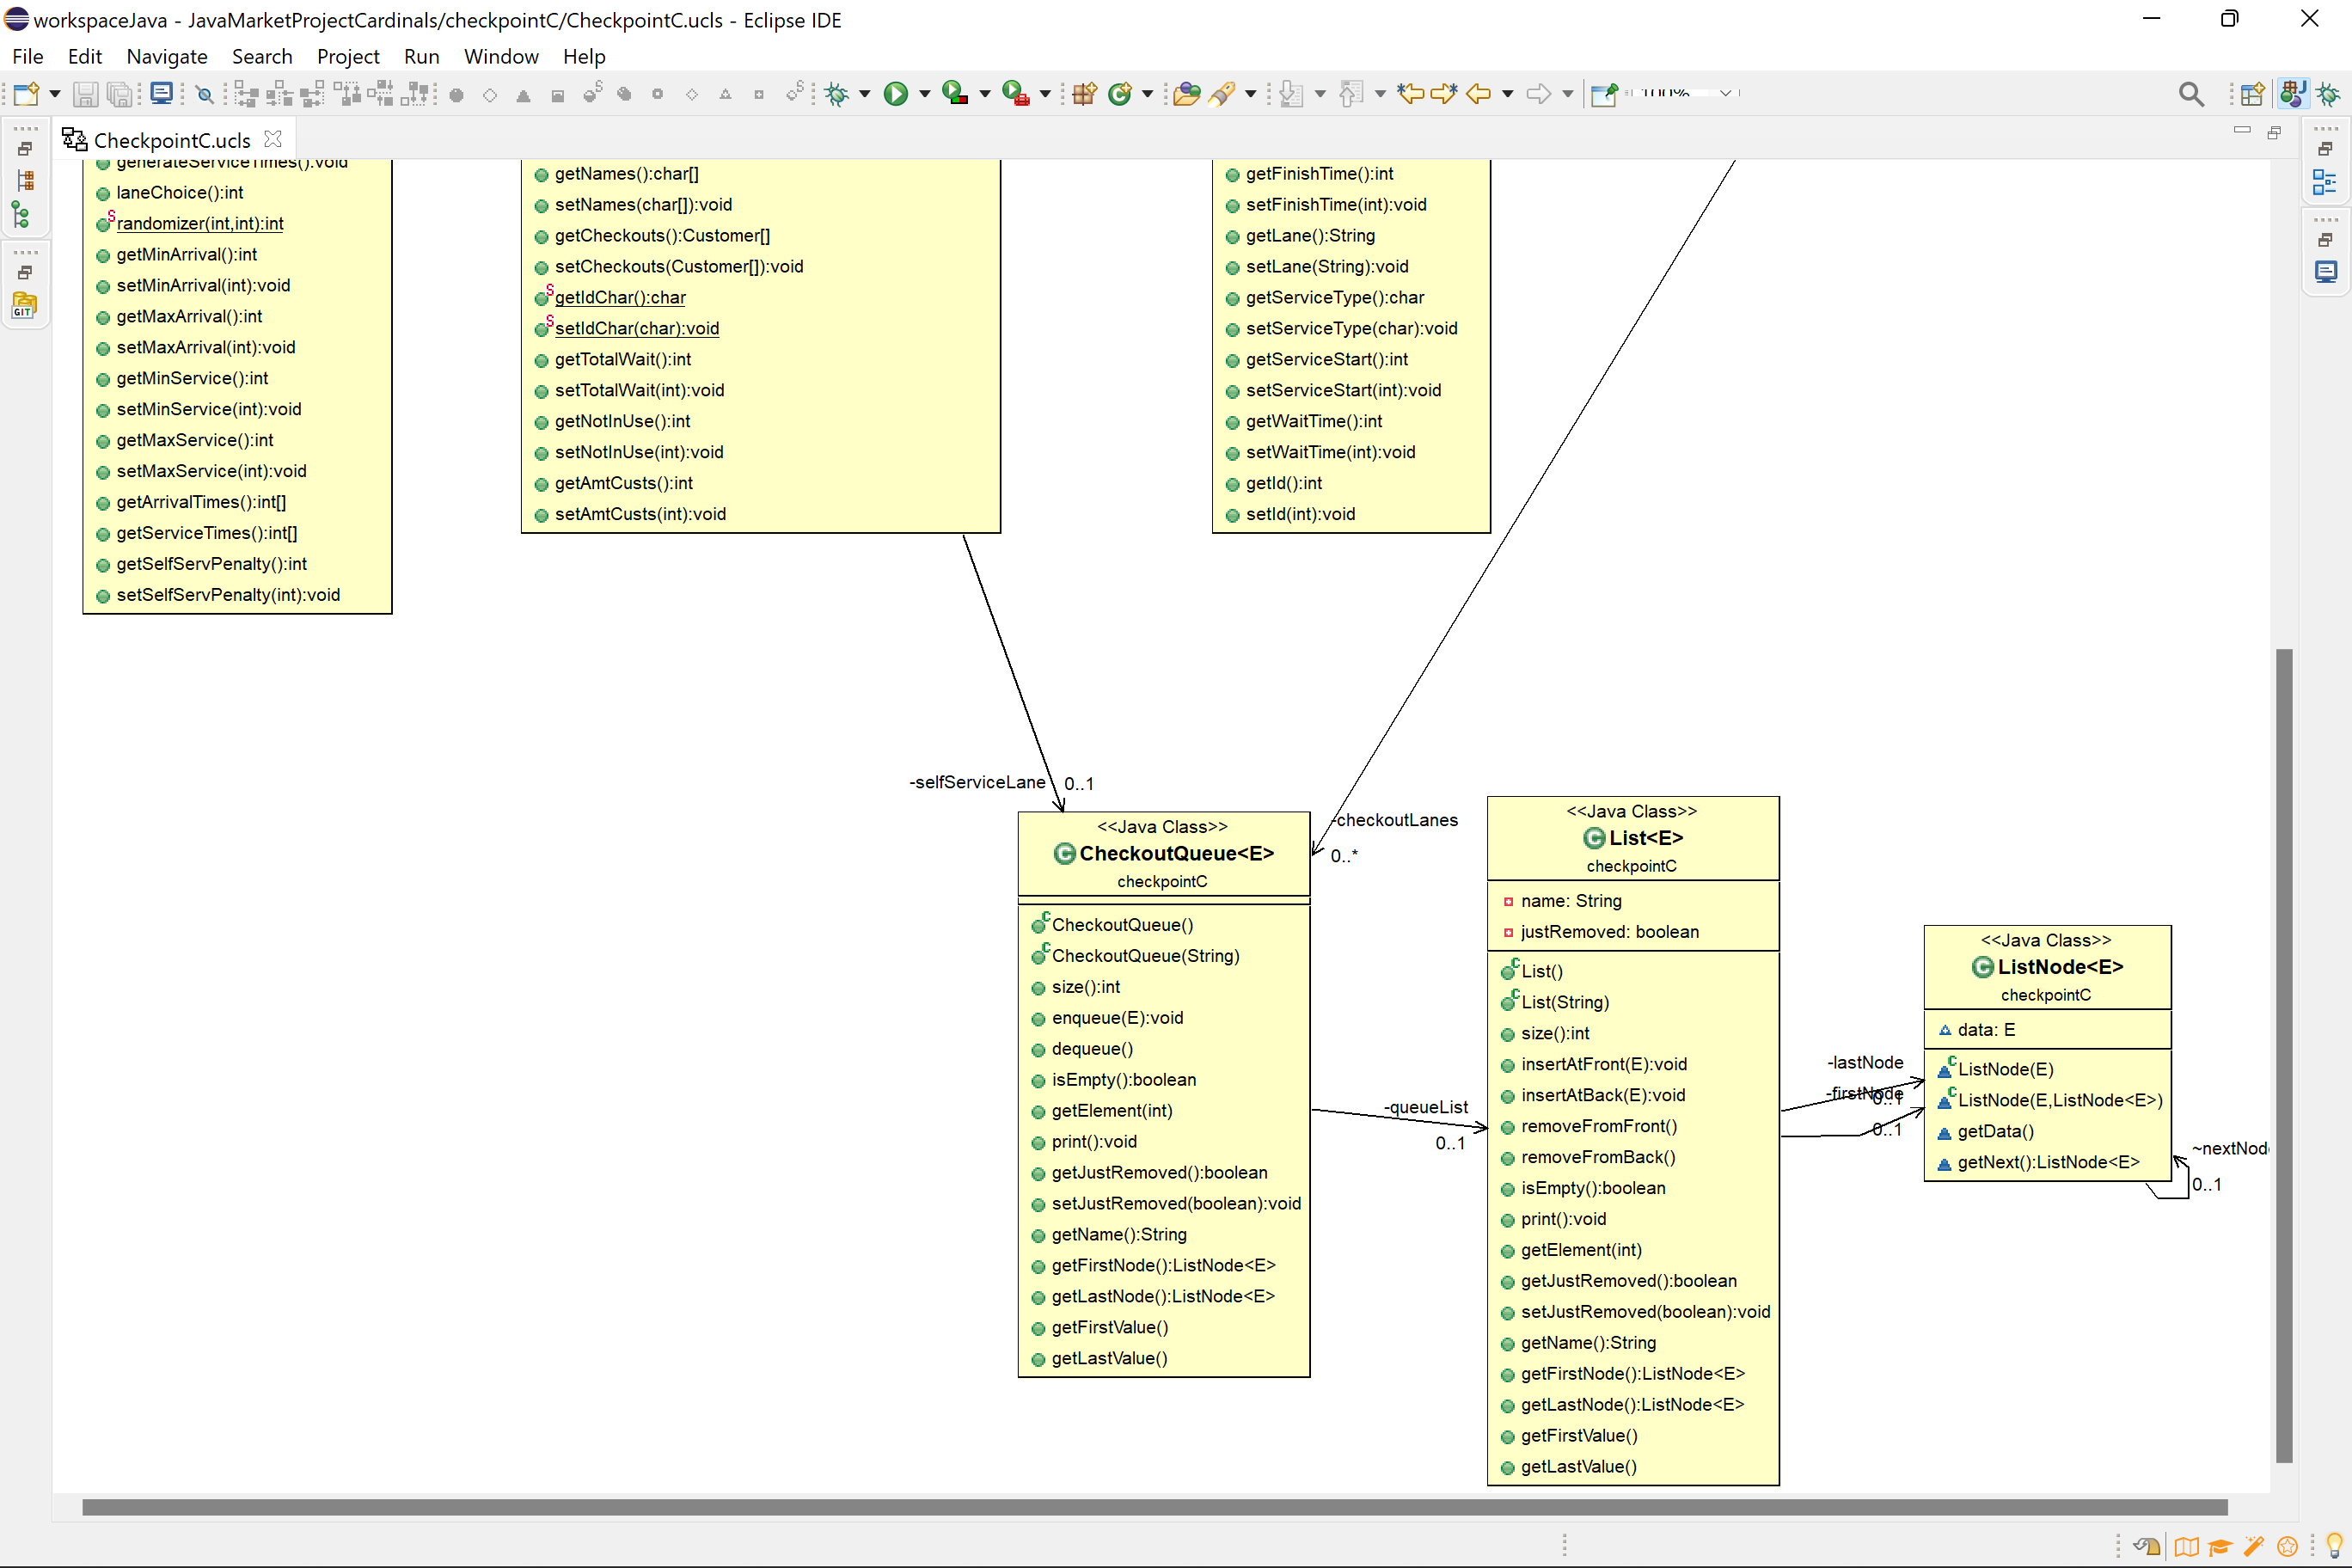 workspaceJava - JavaMarketProjectCardinals/checkpointC/CheckpointC.ucls - Eclipse IDE
File Edit Navigate Search Project Run Window Help
100%
CheckpointC.ucls
GIT
generateServiceTimes():void
laneChoice():int
randomizer(int,int):int
getMinArrival():int
setMinArrival(int):void
getMaxArrival():int
setMaxArrival(int):void
getMinService():int
setMinService(int):void
getMaxService():int
setMaxService(int):void
getArrivalTimes():int[]
getServiceTimes():int[]
getSelfServPenalty():int
setSelfServPenalty(int):void
getNames():char[]
setNames(char[]):void
getCheckouts():Customer[]
setCheckouts(Customer[]):void
getIdChar():char
setIdChar(char):void
getTotalWait():int
setTotalWait(int):void
getNotInUse():int
setNotInUse(int):void
getAmtCusts():int
setAmtCusts(int):void
getFinishTime():int
setFinishTime(int):void
getLane():String
setLane(String):void
getServiceType():char
setServiceType(char):void
getServiceStart():int
setServiceStart(int):void
getWaitTime():int
setWaitTime(int):void
getId():int
setId(int):void
-selfServiceLane 0..1
-checkoutLanes
0..*
<<Java Class>>
CheckoutQueue<E>
checkpointC
CheckoutQueue()
CheckoutQueue(String)
size():int
enqueue(E):void
dequeue()
isEmpty():boolean
getElement(int)
print():void
getJustRemoved():boolean
setJustRemoved(boolean):void
getName():String
getFirstNode():ListNode<E>
getLastNode():ListNode<E>
getFirstValue()
getLastValue()
-queueList
0..1
<<Java Class>>
List<E>
checkpointC
name: String
justRemoved: boolean
List()
List(String)
size():int
insertAtFront(E):void
insertAtBack(E):void
removeFromFront()
removeFromBack()
isEmpty():boolean
print():void
getElement(int)
getJustRemoved():boolean
setJustRemoved(boolean):void
getName():String
getFirstNode():ListNode<E>
getLastNode():ListNode<E>
getFirstValue()
getLastValue()
-lastNode
-firstNode
0..1
0..1
<<Java Class>>
ListNode<E>
checkpointC
data: E
ListNode(E)
ListNode(E,ListNode<E>)
getData()
getNext():ListNode<E>
~nextNod
0..1